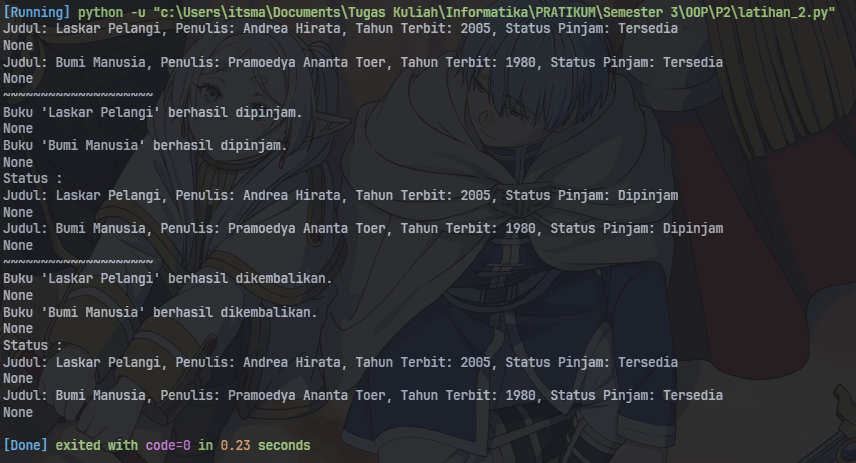 [Running] python -u "c:\Users\itsma\Documents\Tugas Kuliah\Informatika\PRATIKUM\Semester 3\OOP\P2\latihan_2.py"
Judul: Laskar Pelangi, Penulis: Andrea Hirata, Tahun Terbit: 2005, Status Pinjam: Tersedia
None
Judul: Bumi Manusia, Penulis: Pramoedya Ananta Toer, Tahun Terbit: 1980, Status Pinjam: Tersedia
None
~~~~~~~~~~~~~~~~~~~~
Buku 'Laskar Pelangi' berhasil dipinjam.
None
Buku 'Bumi Manusia' berhasil dipinjam.
None
Status :
Judul: Laskar Pelangi, Penulis: Andrea Hirata, Tahun Terbit: 2005, Status Pinjam: Dipinjam
None
Judul: Bumi Manusia, Penulis: Pramoedya Ananta Toer, Tahun Terbit: 1980, Status Pinjam: Dipinjam
None
~~~~~~~~~~~~~~~~~~~~
Buku 'Laskar Pelangi' berhasil dikembalikan.
None
Buku 'Bumi Manusia' berhasil dikembalikan.
None
Status :
Judul: Laskar Pelangi, Penulis: Andrea Hirata, Tahun Terbit: 2005, Status Pinjam: Tersedia
None
Judul: Bumi Manusia, Penulis: Pramoedya Ananta Toer, Tahun Terbit: 1980, Status Pinjam: Tersedia
None
[Done] exited with code=0 in 0.23 seconds